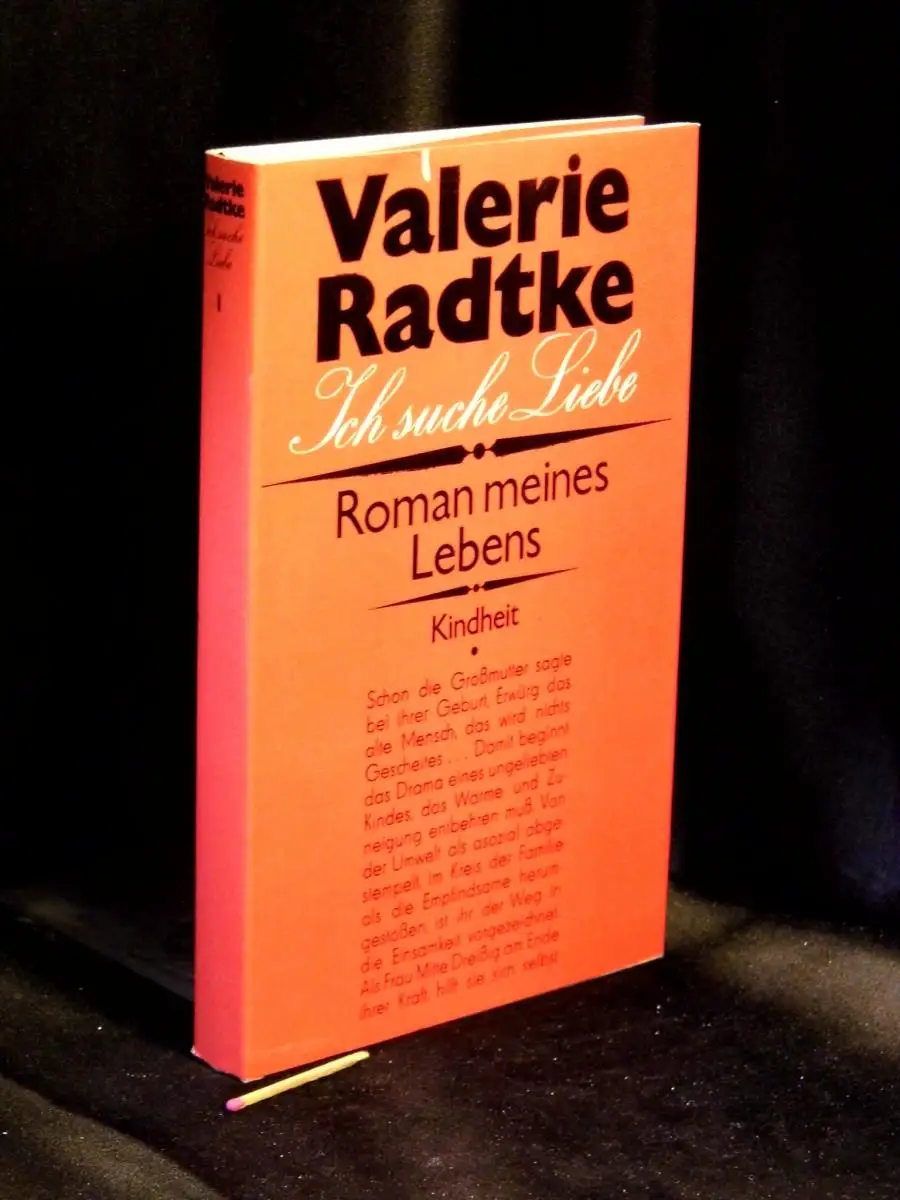 Valerie
Radtke
Ich suche
Liebe
I
Valerie
Radtke
Ich suche Liebe
Roman meines
Lebens
Kindheit
Schon die Großmutter sagte
bei ihrer Geburt, Erwürg das
alte Mensch, das wird nichts
Gescheites . . . Damit beginnt
das Drama eines ungeliebten
Kindes, das Wärme und Zu-
neigung entbehren muß. Von
der Umwelt als asozial abge-
stempelt, im Kreis der Familie
als die Empfindsame herum-
gestoßen, ist ihr der Weg in
die Einsamkeit vorgezeichnet.
Als Frau Mitte Dreißig am Ende
ihrer Kraft, hilft sie sich selbst